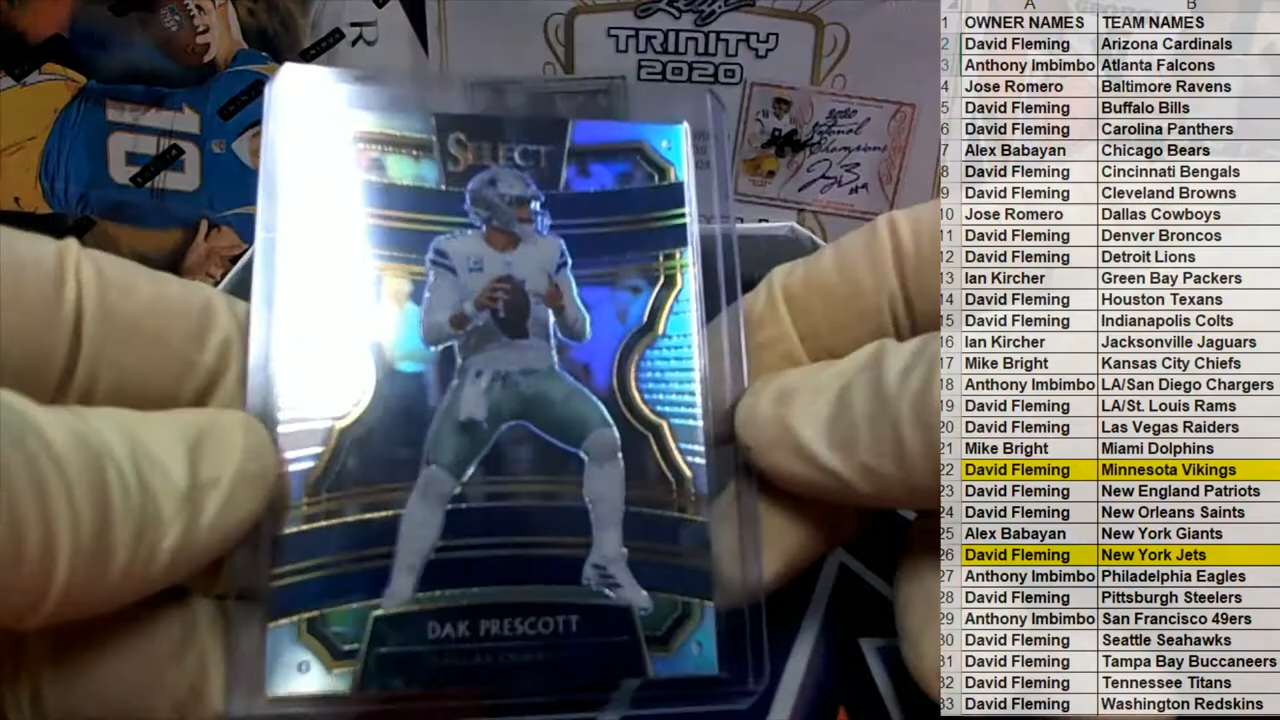 Leaf
TRINITY
2020
2020
National
Champions
10
SELECT
DAK PRESCOTT
A B
1 OWNER NAMES TEAM NAMES
2 David Fleming Arizona Cardinals
3 Anthony Imbimbo Atlanta Falcons
4 Jose Romero Baltimore Ravens
5 David Fleming Buffalo Bills
6 David Fleming Carolina Panthers
7 Alex Babayan Chicago Bears
8 David Fleming Cincinnati Bengals
9 David Fleming Cleveland Browns
10 Jose Romero Dallas Cowboys
11 David Fleming Denver Broncos
12 David Fleming Detroit Lions
13 Ian Kircher Green Bay Packers
14 David Fleming Houston Texans
15 David Fleming Indianapolis Colts
16 Ian Kircher Jacksonville Jaguars
17 Mike Bright Kansas City Chiefs
18 Anthony Imbimbo LA/San Diego Chargers
19 David Fleming LA/St. Louis Rams
20 David Fleming Las Vegas Raiders
21 Mike Bright Miami Dolphins
22 David Fleming Minnesota Vikings
23 David Fleming New England Patriots
24 David Fleming New Orleans Saints
25 Alex Babayan New York Giants
26 David Fleming New York Jets
27 Anthony Imbimbo Philadelphia Eagles
28 David Fleming Pittsburgh Steelers
29 Anthony Imbimbo San Francisco 49ers
30 David Fleming Seattle Seahawks
31 David Fleming Tampa Bay Buccaneers
32 David Fleming Tennessee Titans
33 David Fleming Washington Redskins